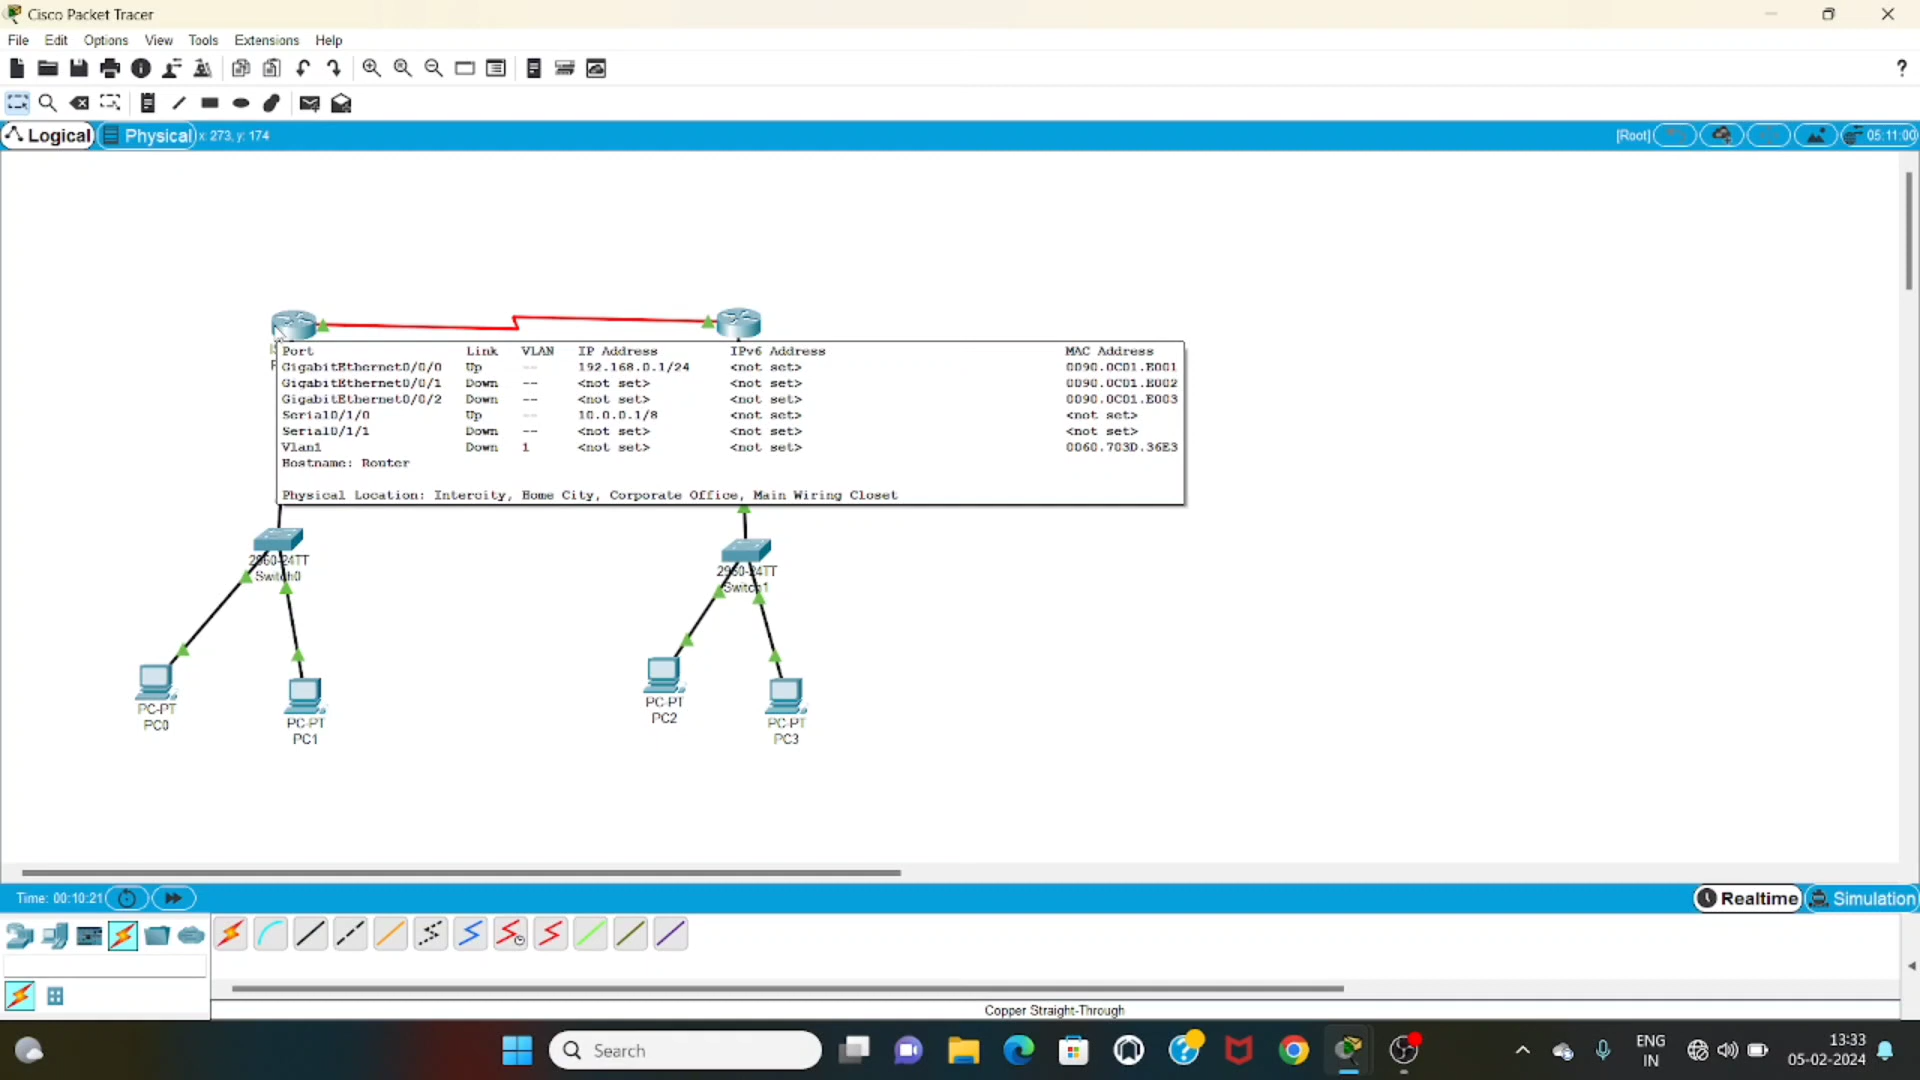 Cisco Packet Tracer
File Edit Options View Tools Extensions Help
?
Logical Physical x: 273, y: 174 [Root] 05:11:00
Port Link VLAN IP Address IPv6 Address MAC Address
GigabitEthernet0/0/0 Up -- 192.168.0.1/24 <not set> 0090.0C01.E001
GigabitEthernet0/0/1 Down -- <not set> <not set> 0090.0C01.E002
GigabitEthernet0/0/2 Down -- <not set> <not set> 0090.0C01.E003
Serial0/1/0 Up -- 10.0.0.1/8 <not set> <not set>
Serial0/1/1 Down -- <not set> <not set> <not set>
Vlan1 Down 1 <not set> <not set> 0060.703D.36E3
Hostname: Router
Physical Location: Intercity, Home City, Corporate Office, Main Wiring Closet
2960-24TT
Switch0
2960-24TT
Switch1
PC-PT
PC0
PC-PT
PC1
PC-PT
PC2
PC-PT
PC3
Time: 00:10:21 Realtime Simulation
Copper Straight-Through
Search
ENG
IN
13:33
05-02-2024